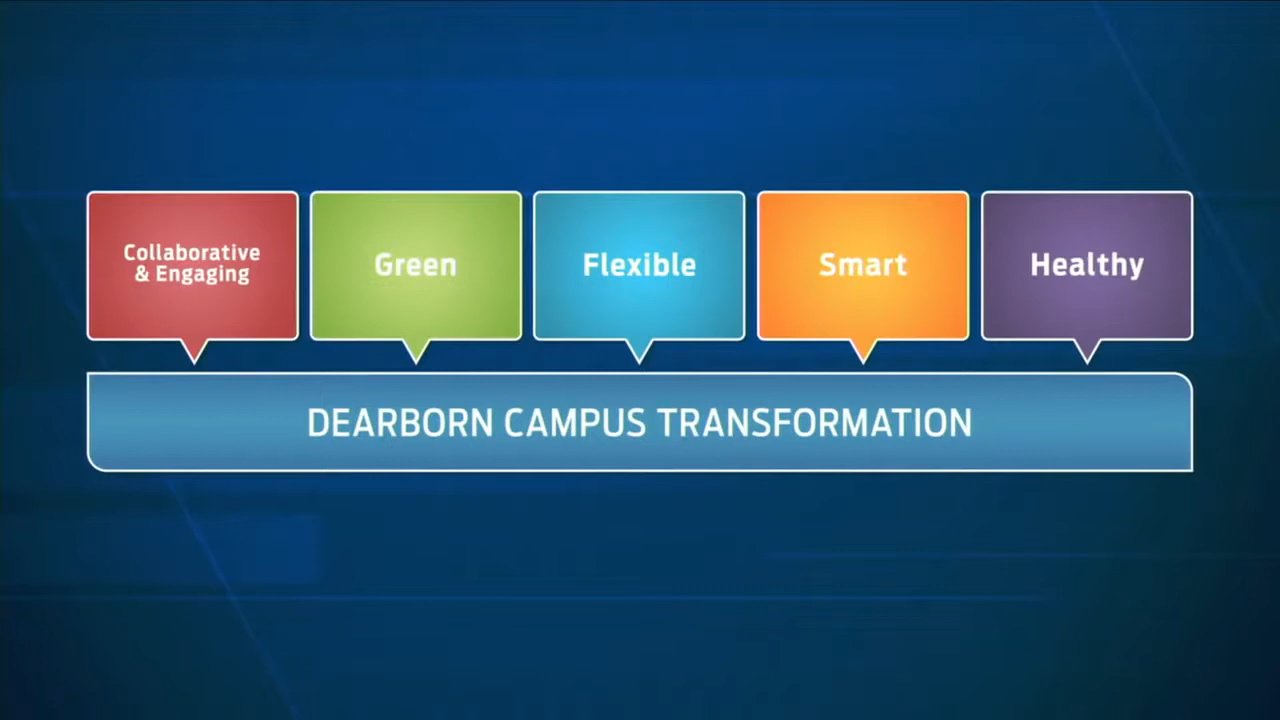 Collaborative
& Engaging
Green
Flexible
Smart
Healthy
DEARBORN CAMPUS TRANSFORMATION